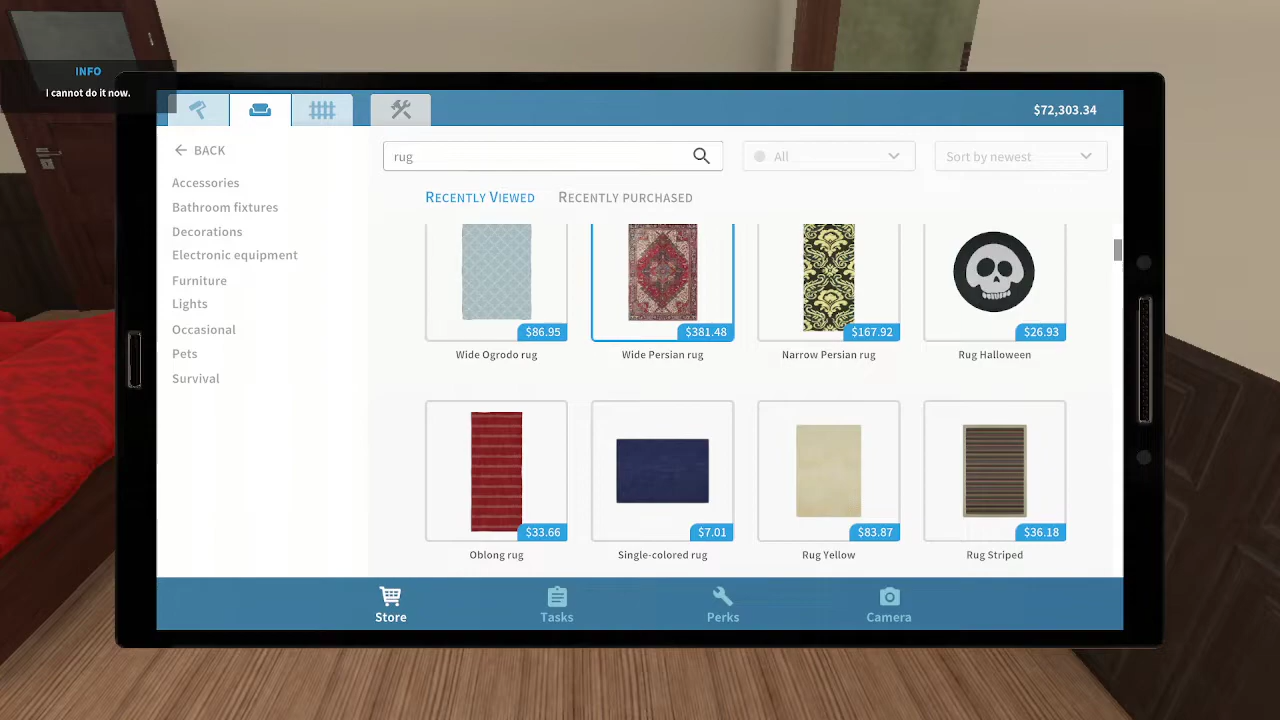 INFO
I cannot do it now.
$72,303.34
BACK
rug
All
Sort by newest
Accessories
Bathroom fixtures
Decorations
Electronic equipment
Furniture
Lights
Occasional
Pets
Survival
RECENTLY VIEWED
RECENTLY PURCHASED
$86.95
$381.48
$167.92
$26.93
Wide Ogrodo rug
Wide Persian rug
Narrow Persian rug
Rug Halloween
$33.66
$7.01
$83.87
$36.18
Oblong rug
Single-colored rug
Rug Yellow
Rug Striped
Store
Tasks
Perks
Camera